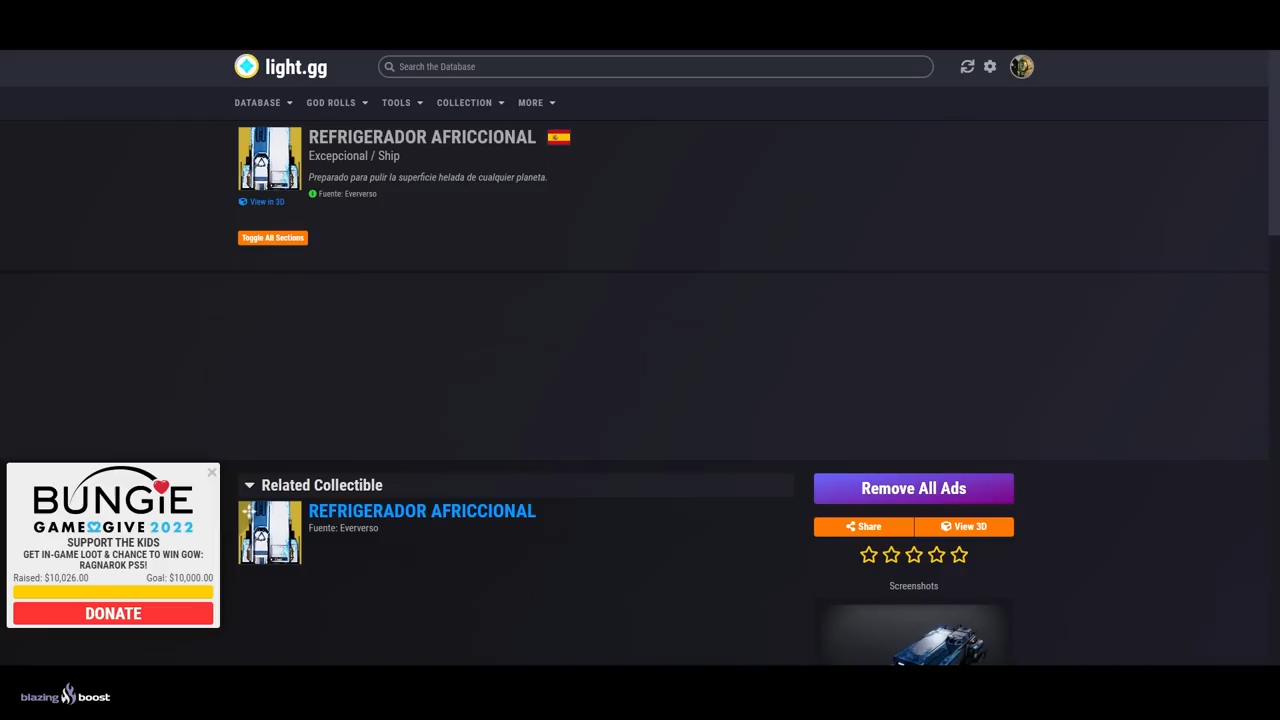 light.gg
Search the Database
DATABASE
GOD ROLLS
TOOLS
COLLECTION
MORE
REFRIGERADOR AFRICCIONAL
Excepcional / Ship
Preparado para pulir la superficie helada de cualquier planeta.
Fuente: Eververso
View in 3D
Toggle All Sections
Related Collectible
REFRIGERADOR AFRICCIONAL
Fuente: Eververso
Remove All Ads
Share
View 3D
Screenshots
BUNGiE
GAME GIVE 2022
SUPPORT THE KIDS
GET IN-GAME LOOT & CHANCE TO WIN GOW:
RAGNAROK PS5!
Raised: $10,026.00
Goal: $10,000.00
DONATE
blazing boost